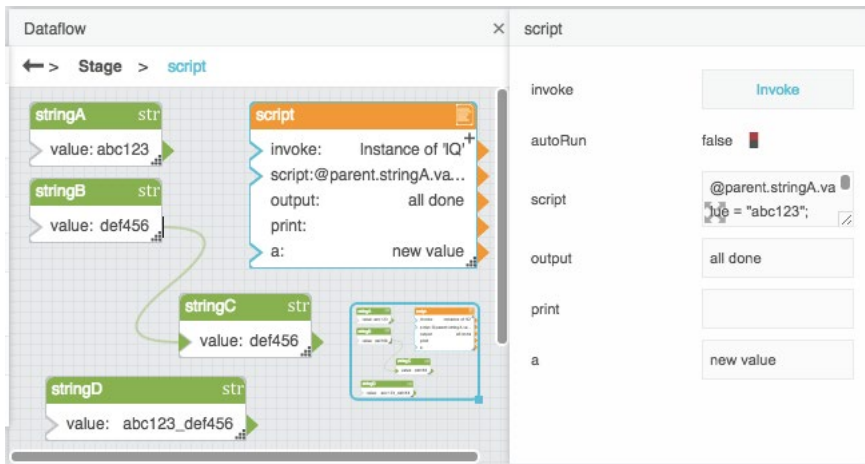 Dataflow ×
← > Stage > script
stringA str
value: abc123
stringB str
value: def456
script
invoke: Instance of 'IQ'
script:@parent.stringA.va...
output: all done
print:
a: new value
stringC str
value: def456
stringD str
value: abc123_def456
script
invoke Invoke
autoRun false
script @parent.stringA.va
lue = "abc123";
output all done
print
a new value